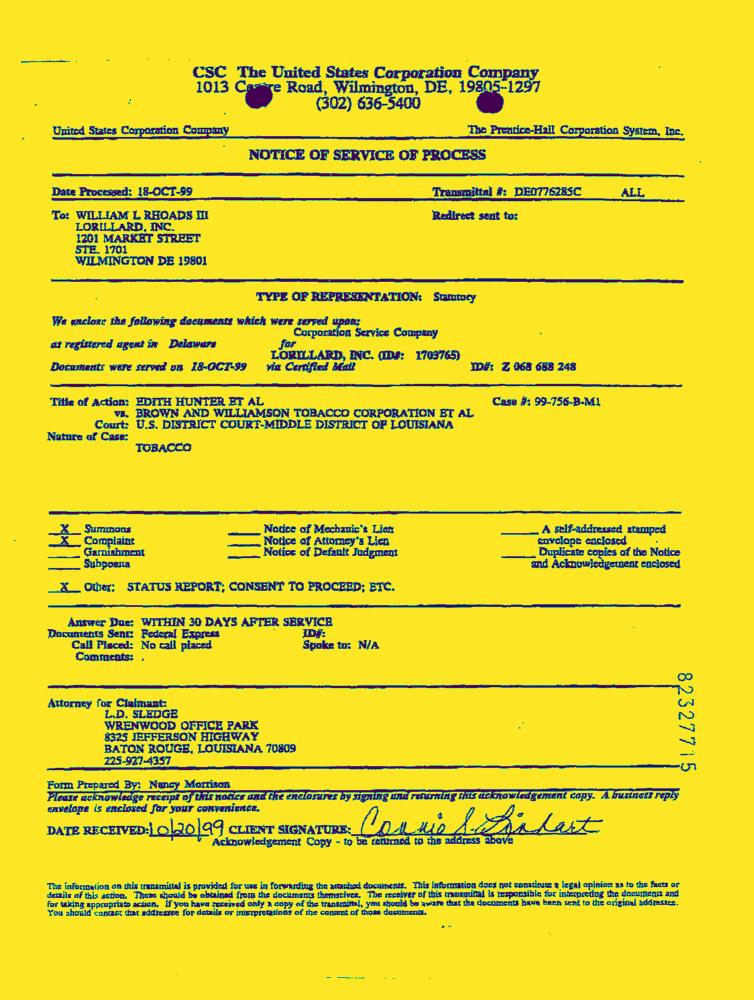 CSC The United States Corporation Company
1013 Centre Road, Wilmington, DE, 19805-1297
(302) 636-5400
United States Corporation Company The Prentice-Hall Corporation System, Inc.
NOTICE OF SERVICE OF PROCESS
Date Processed: 18-OCT-99 Transmittal #: DE0776285C ALL
To: WILLIAM L RHOADS III Redirect sent to:
LORILLARD, INC.
1201 MARKET STREET
STE. 1701
WILMINGTON DE 19801
TYPE OF REPRESENTATION: Statutory
We enclose the following documents which were served upon:
Corporation Service Company
as registered agent in Delaware for
LORILLARD, INC. (ID#: 1703765)
Documents were served on 18-OCT-99 via Certified Mail ID#: Z 068 688 248
Title of Action: EDITH HUNTER ET AL Case #: 99-756-B-M1
vs. BROWN AND WILLIAMSON TOBACCO CORPORATION ET AL
Court: U.S. DISTRICT COURT-MIDDLE DISTRICT OF LOUISIANA
Nature of Case:
TOBACCO
X Summons Notice of Mechanic's Lien A self-addressed stamped
X Complaint Notice of Attorney's Lien envelope enclosed
Garnishment Notice of Default Judgment Duplicate copies of the Notice
Subpoena and Acknowledgement enclosed
X Other: STATUS REPORT; CONSENT TO PROCEED; ETC.
Answer Due: WITHIN 30 DAYS AFTER SERVICE
Documents Sent: Federal Express ID#:
Call Placed: No call placed Spoke to: N/A
Comments: .
82327715
Attorney for Claimant:
L.D. SLEDGE
WRENWOOD OFFICE PARK
8325 JEFFERSON HIGHWAY
BATON ROUGE, LOUISIANA 70809
225-927-4357
Form Prepared By: Nancy Morrison
Please acknowledge receipt of this notice and the enclosures by signing and returning this acknowledgement copy. A business reply
envelope is enclosed for your convenience.
DATE RECEIVED: 10/20/99 CLIENT SIGNATURE: Connie S.
Acknowledgement Copy - to be returned to the address above
The information on this transmittal is provided for use in forwarding the attached documents. This information does not constitute a legal opinion as to the facts or
details of this action. These should be obtained from the documents themselves. The receiver of this transmittal is responsible for interpreting the documents and
for taking appropriate action. If you have received only a copy of the transmittal, you should be aware that the documents have been sent to the original addressee.
You should contact that addressee for details or interpretations of the content of those documents.